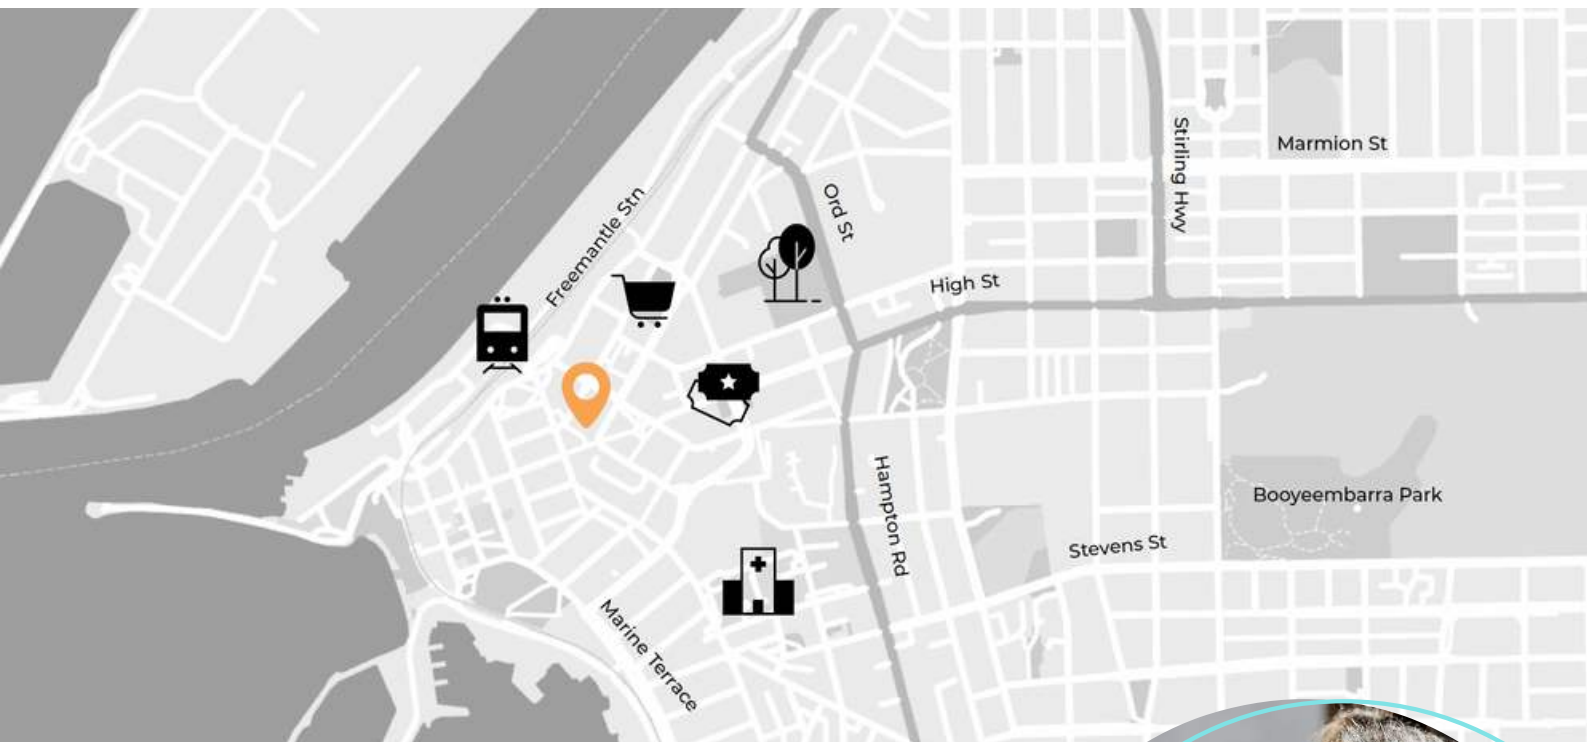 Marmion St
Stirling Hwy
Ord St
Freemantle Stn
High St
Hampton Rd
Booyeembarra Park
Stevens St
Marine Terrace